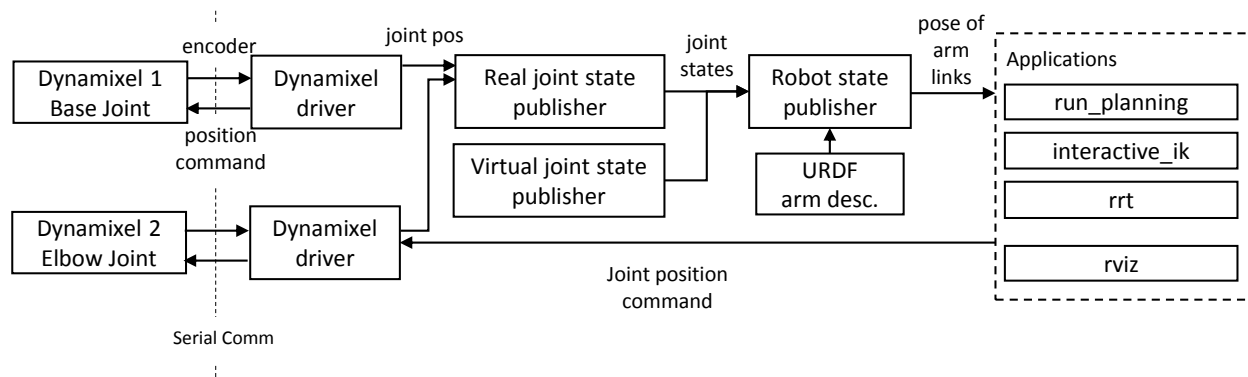 encoder
Dynamixel 1
Base Joint
position
command
Dynamixel
driver
joint pos
Real joint state
publisher
Virtual joint state
publisher
joint
states
Robot state
publisher
URDF
arm desc.
pose of
arm
links
Applications
run_planning
interactive_ik
rrt
rviz
Dynamixel 2
Elbow Joint
Dynamixel
driver
Joint position
command
Serial Comm